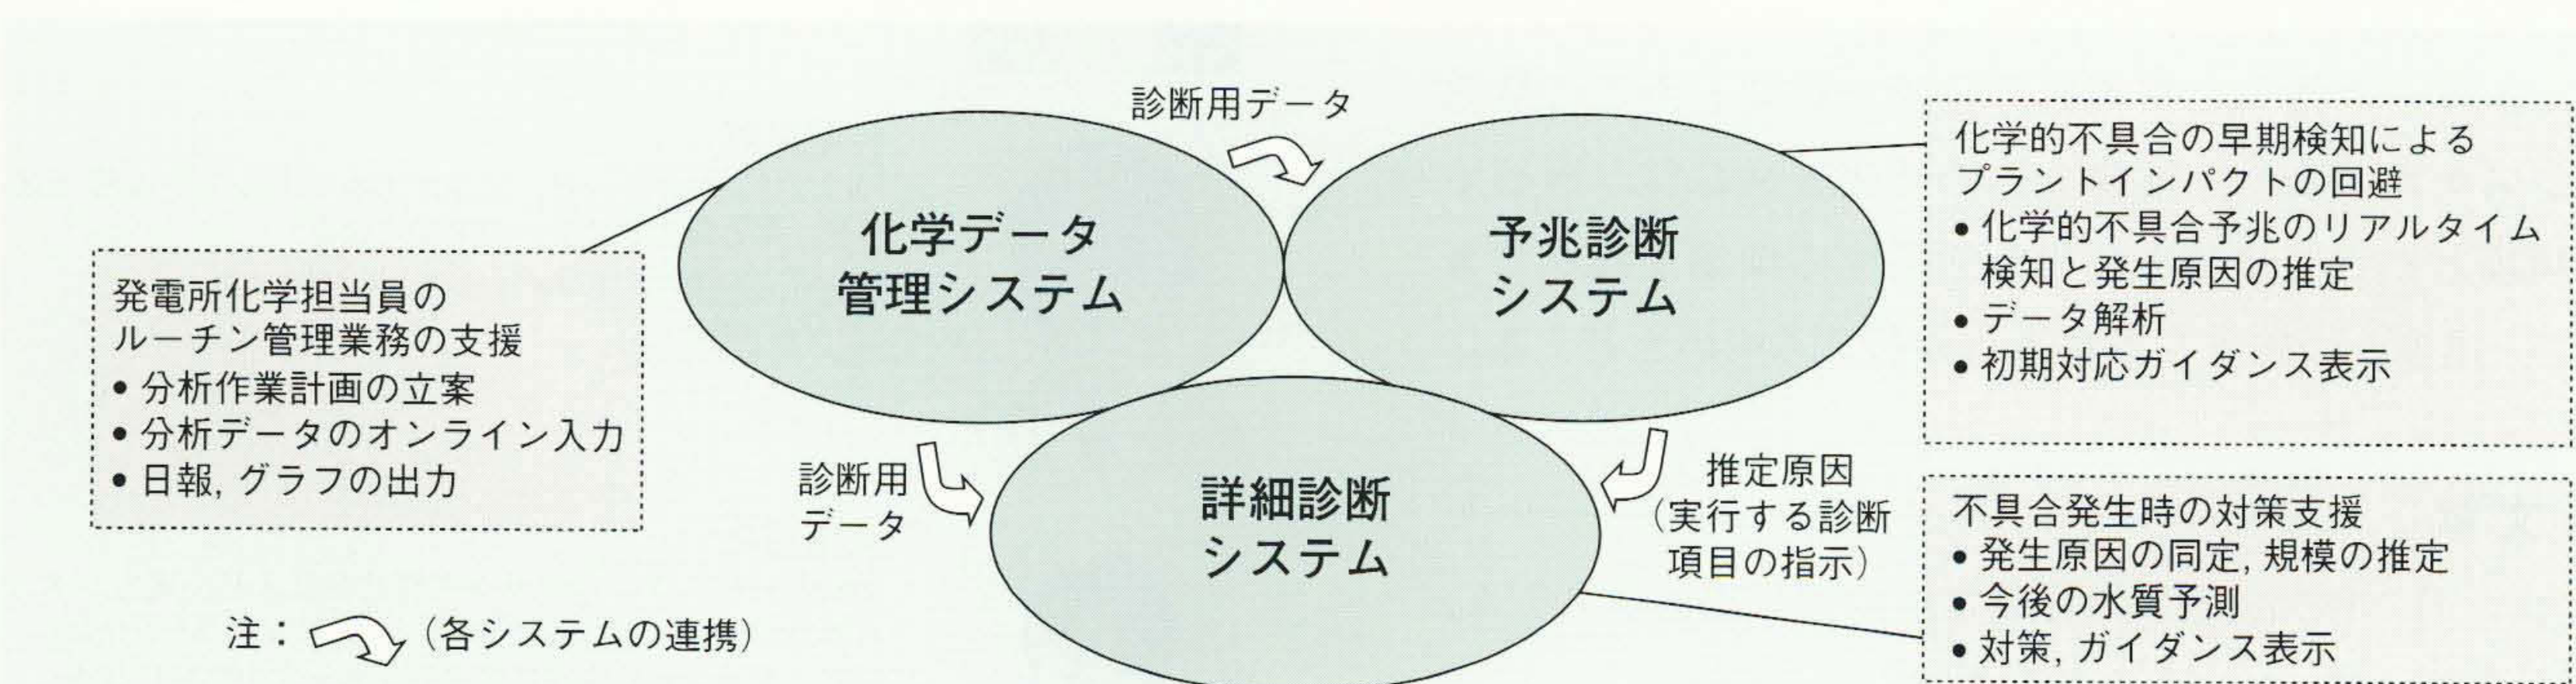 診断用データ
化学データ
管理システム
予兆診断
システム
化学的不具合の早期検知による
プラントインパクトの回避
• 化学的不具合予兆のリアルタイム
検知と発生原因の推定
• データ解析
• 初期対応ガイダンス表示
発電所化学担当員の
ルーチン管理業務の支援
• 分析作業計画の立案
• 分析データのオンライン入力
• 日報, グラフの出力
診断用
データ
詳細診断
システム
推定原因
（実行する診断
項目の指示）
不具合発生時の対策支援
• 発生原因の同定, 規模の推定
• 今後の水質予測
• 対策, ガイダンス表示
注： （各システムの連携）